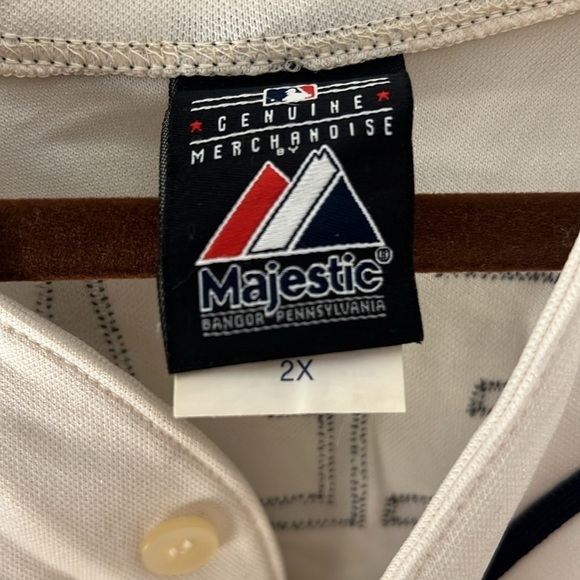 GENUINE
MERCHANDISE
BY
Majestic®
BANGOR PENNSYLVANIA
2X